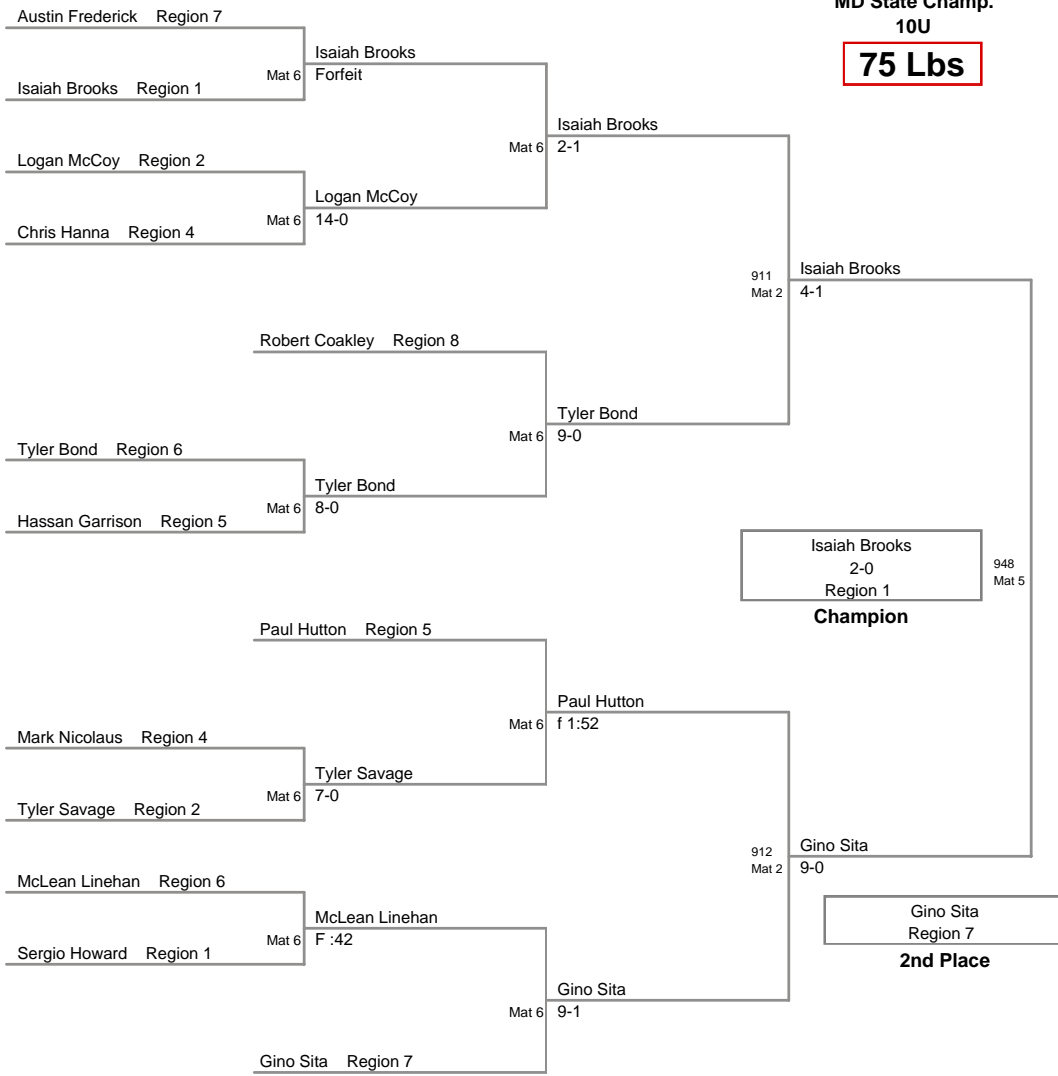 MD State Champ.
10U
75 Lbs
Austin Frederick Region 7
Isaiah Brooks
Mat 6 Forfeit
Isaiah Brooks Region 1
Isaiah Brooks
Mat 6 2-1
Logan McCoy Region 2
Logan McCoy
Mat 6 14-0
Chris Hanna Region 4
Isaiah Brooks
911
Mat 2 4-1
Robert Coakley Region 8
Tyler Bond
Mat 6 9-0
Tyler Bond Region 6
Tyler Bond
Mat 6 8-0
Hassan Garrison Region 5
Isaiah Brooks
2-0
Region 1
948
Mat 5
Champion
Paul Hutton Region 5
Paul Hutton
Mat 6 f 1:52
Mark Nicolaus Region 4
Tyler Savage
Mat 6 7-0
Tyler Savage Region 2
Gino Sita
912
Mat 2 9-0
McLean Linehan Region 6
McLean Linehan
Mat 6 F :42
Sergio Howard Region 1
Gino Sita
Region 7
2nd Place
Gino Sita
Mat 6 9-1
Gino Sita Region 7